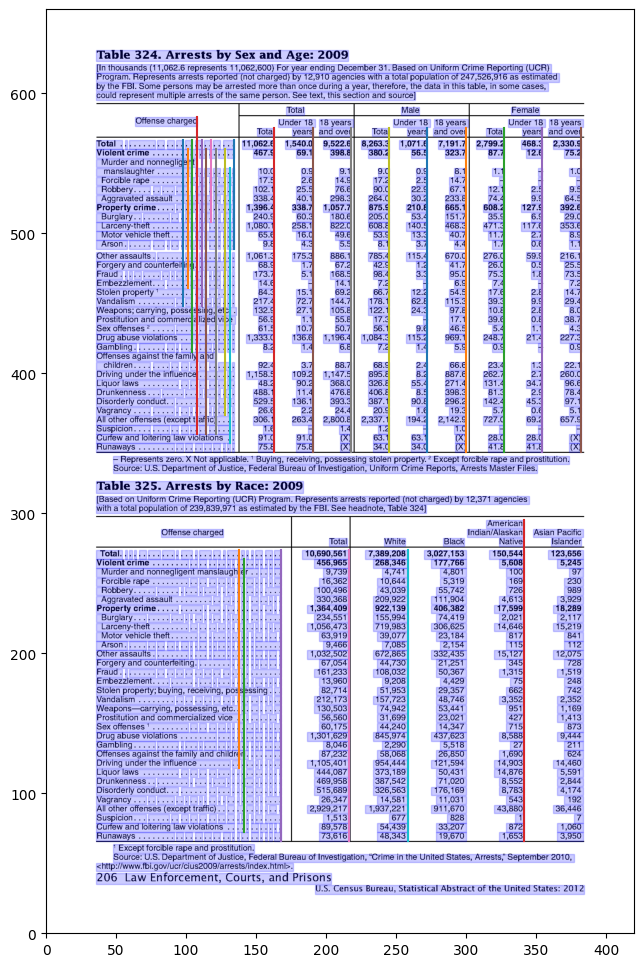 600
500
400
300
200
100
0
Table 324. Arrests by Sex and Age: 2009
[In thousands (11,062.6 represents 11,062,600) For year ending December 31. Based on Uniform Crime Reporting (UCR)
Program. Represents arrests reported (not charged) by 12,910 agencies with a total population of 247,526,916 as estimated
by the FBI. Some persons may be arrested more than once during a year, therefore, the data in this table, in some cases,
could represent multiple arrests of the same person. See text, this section and source]
Offense charged Total Male Female
Total Under 18 years 18 years and over Total Under 18 years 18 years and over Total Under 18 years 18 years and over
Total 11,062.6 1,540.0 9,522.6 8,263.3 1,071.6 7,191.7 2,799.2 468.3 2,330.9
Violent crime 467.9 69.1 398.8 380.2 56.5 323.7 87.7 12.6 75.2
Murder and nonnegligent
manslaughter 10.0 0.9 9.1 9.0 0.9 8.1 1.1 – 1.0
Forcible rape 17.5 2.6 14.9 17.2 2.5 14.7 – – –
Robbery 102.1 25.5 76.6 90.0 22.9 67.1 12.1 2.5 9.5
Aggravated assault 338.4 40.1 298.3 264.0 30.2 233.8 74.4 9.9 64.5
Property crime 1,396.4 338.7 1,057.7 875.9 210.8 665.1 608.2 127.9 392.6
Burglary 240.9 60.3 180.6 205.0 53.4 151.7 35.9 6.9 29.0
Larceny-theft 1,080.1 258.1 822.0 608.8 140.5 468.3 471.3 117.6 353.6
Motor vehicle theft 65.6 16.0 49.6 53.9 13.3 40.7 11.7 2.7 8.9
Arson 9.8 4.3 5.5 8.1 3.7 4.4 1.7 0.6 1.1
Other assaults 1,061.3 175.3 886.1 785.4 115.4 670.0 276.0 59.9 216.1
Forgery and counterfeiting 68.9 1.7 67.2 42.9 1.2 41.7 26.0 0.5 25.5
Fraud 173.7 5.1 168.5 98.4 3.3 95.0 75.3 1.8 73.5
Embezzlement 14.6 – 14.1 7.2 – 6.9 7.4 – 7.2
Stolen property ¹ 84.3 15.1 69.2 66.7 12.2 54.5 17.6 2.8 14.7
Vandalism 217.4 72.7 144.7 178.1 62.8 115.3 39.3 9.9 29.4
Weapons; carrying, possessing, etc. 132.9 27.1 105.8 122.1 24.3 97.8 10.8 2.8 8.0
Prostitution and commercialized vice 56.9 1.1 55.8 17.3 – 17.1 39.6 0.8 38.7
Sex offenses ² 61.5 10.7 50.7 56.1 9.6 46.5 5.4 1.1 4.3
Drug abuse violations 1,333.0 136.6 1,196.4 1,084.3 115.2 969.1 248.7 21.4 227.3
Gambling 8.2 1.4 6.8 7.2 1.4 5.9 0.9 – 0.9
Offenses against the family and
children 92.4 3.7 88.7 68.9 2.4 66.6 23.4 1.3 22.1
Driving under the influence 1,158.5 109.2 1,147.5 895.8 8.2 887.6 262.7 2.7 260.0
Liquor laws 48.2 90.2 368.0 326.8 55.4 271.4 131.4 34.7 96.6
Drunkenness 488.1 11.4 476.8 406.8 8.5 398.3 81.3 2.9 78.4
Disorderly conduct 529.5 136.1 393.3 387.1 90.8 296.2 142.4 45.3 97.1
Vagrancy 26.6 2.2 24.4 20.9 1.6 19.3 5.7 0.6 5.1
All other offenses (except traffic) 306.1 263.4 2,800.8 2,337.1 194.2 2,142.9 727.0 69.2 657.9
Suspicion 1.6 – 1.4 1.2 – – – – –
Curfew and loitering law violations 91.0 91.0 (X) 63.1 63.1 (X) 28.0 28.0 (X)
Runaways 75.8 75.8 (X) 34.0 34.0 (X) 41.8 41.8 (X)
– Represents zero. X Not applicable. ¹ Buying, receiving, possessing stolen property. ² Except forcible rape and prostitution.
Source: U.S. Department of Justice, Federal Bureau of Investigation, Uniform Crime Reports, Arrests Master Files.
Table 325. Arrests by Race: 2009
[Based on Uniform Crime Reporting (UCR) Program. Represents arrests reported (not charged) by 12,371 agencies
with a total population of 239,839,971 as estimated by the FBI. See headnote, Table 324]
Offense charged Total White Black American Indian/Alaskan Native Asian Pacific Islander
Total 10,690,561 7,389,208 3,027,153 150,544 123,656
Violent crime 456,965 268,346 177,766 5,608 5,245
Murder and nonnegligent manslaughter 9,739 4,741 4,801 100 97
Forcible rape 16,362 10,644 5,319 169 230
Robbery 100,496 43,039 55,742 726 989
Aggravated assault 330,368 209,922 111,904 4,613 3,929
Property crime 1,364,409 922,139 406,382 17,599 18,289
Burglary 234,551 155,994 74,419 2,021 2,117
Larceny-theft 1,056,473 719,983 306,625 14,646 15,219
Motor vehicle theft 63,919 39,077 23,184 817 841
Arson 9,466 7,085 2,154 115 112
Other assaults 1,032,502 672,865 332,435 15,127 12,075
Forgery and counterfeiting 67,054 44,730 21,251 345 728
Fraud 161,233 108,032 50,367 1,315 1,519
Embezzlement 13,960 9,208 4,429 75 248
Stolen property; buying, receiving, possessing 82,714 51,953 29,357 662 742
Vandalism 212,173 157,723 48,746 3,352 2,352
Weapons—carrying, possessing, etc. 130,503 74,942 53,441 951 1,169
Prostitution and commercialized vice 56,560 31,699 23,021 427 1,413
Sex offenses ¹ 60,175 44,240 14,347 715 873
Drug abuse violations 1,301,629 845,974 437,623 8,588 9,444
Gambling 8,046 2,290 5,518 27 211
Offenses against the family and children 87,232 58,068 26,850 1,690 624
Driving under the influence 1,105,401 954,444 121,594 14,903 14,460
Liquor laws 444,087 373,189 50,431 14,876 5,591
Drunkenness 469,958 387,542 71,020 8,552 2,844
Disorderly conduct 515,689 326,563 176,169 8,783 4,174
Vagrancy 26,347 14,581 11,031 543 192
All other offenses (except traffic) 2,929,217 1,937,221 911,670 43,880 36,446
Suspicion 1,513 677 828 1 7
Curfew and loitering law violations 89,578 54,439 33,207 872 1,060
Runaways 73,616 48,343 19,670 1,653 3,950
¹ Except forcible rape and prostitution.
Source: U.S. Department of Justice, Federal Bureau of Investigation, "Crime in the United States, Arrests," September 2010,
<http://www.fbi.gov/ucr/cius2009/arrests/index.html>.
206 Law Enforcement, Courts, and Prisons
U.S. Census Bureau, Statistical Abstract of the United States: 2012
0 50 100 150 200 250 300 350 400